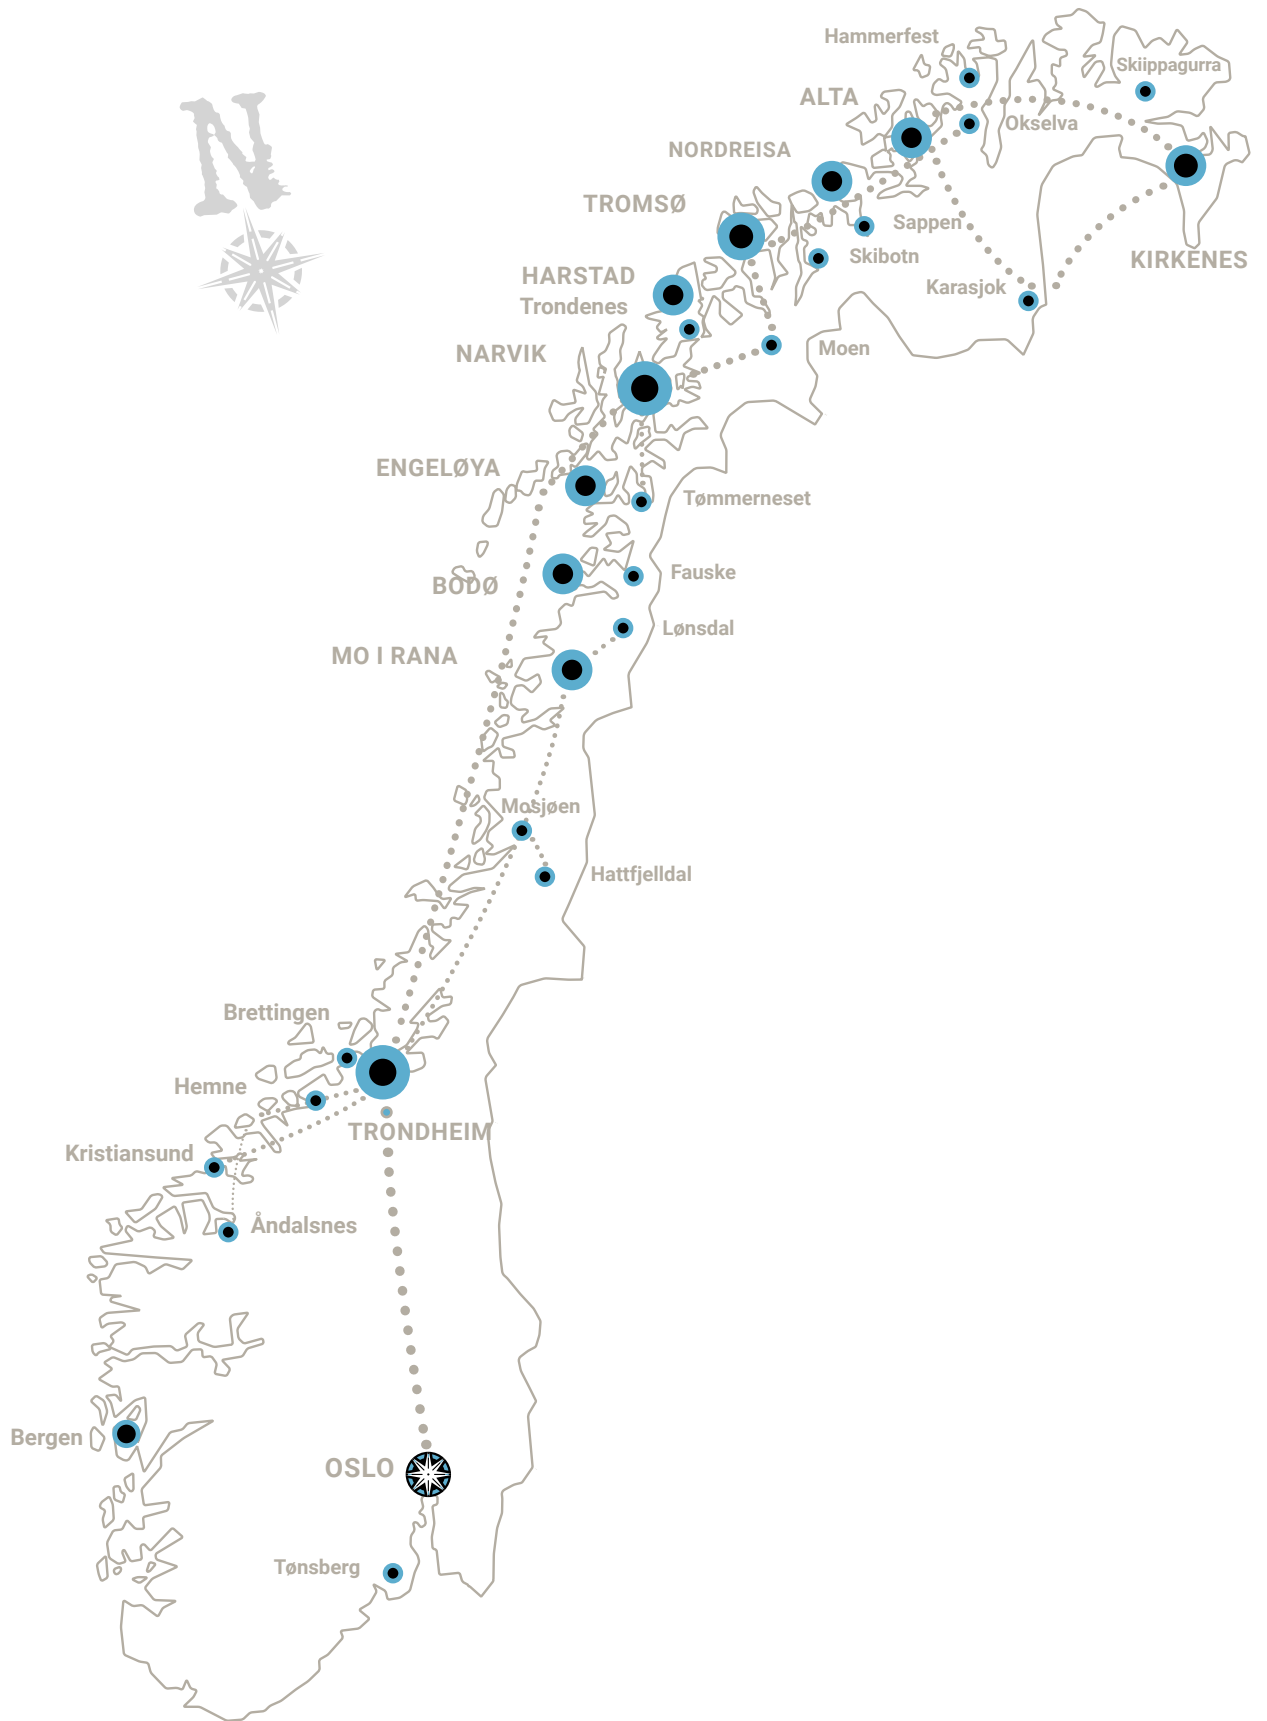 Hammerfest
Skiippagurra
ALTA
N
Okselva
NORDREISA
TROMSØ
Sappen
Skibotn
KIRKENES
HARSTAD
Karasjok
Trondenes
Moen
NARVIK
ENGELØYA
Tømmerneset
Fauske
BODØ
Lønsdal
MO I RANA
Mosjøen
Hattfjelldal
Brettingen
Hemne
TRONDHEIM
Kristiansund
Åndalsnes
Bergen
OSLO
Tønsberg